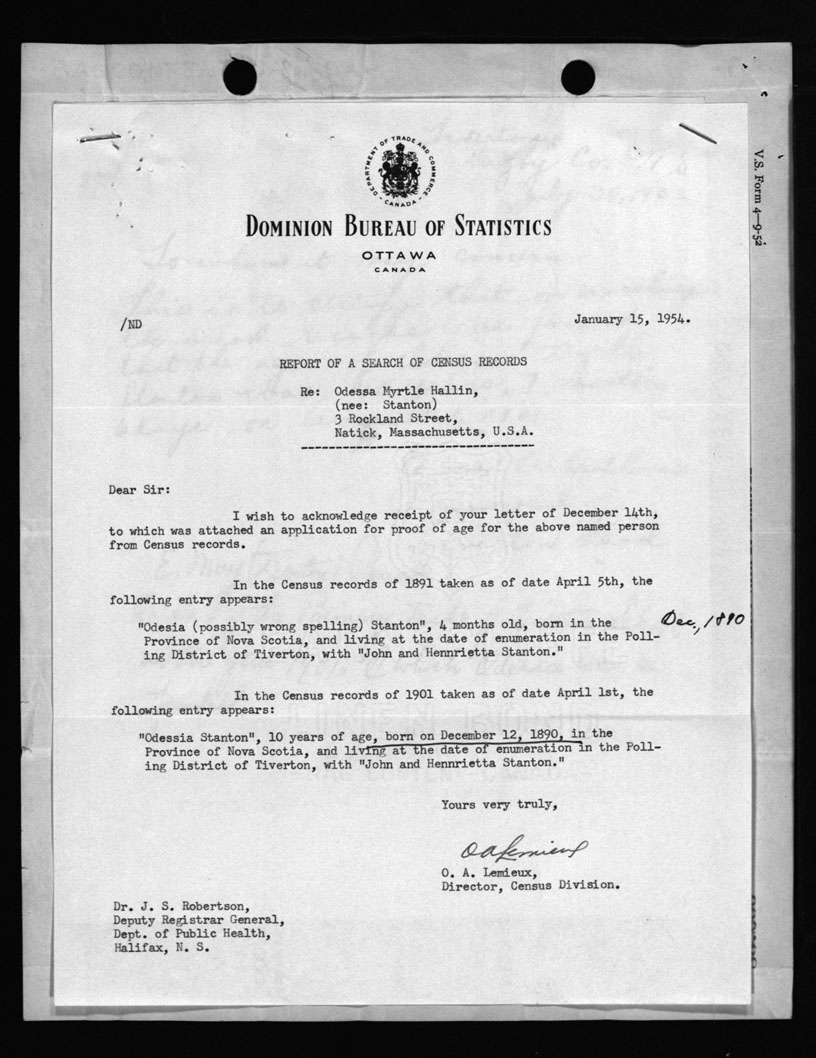 DEPARTMENT OF TRADE AND COMMERCE
CANADA
DOMINION BUREAU OF STATISTICS
OTTAWA
CANADA
V.S. Form 4—9-52
/ND
January 15, 1954.
REPORT OF A SEARCH OF CENSUS RECORDS
Re: Odessa Myrtle Hallin,
(nee: Stanton)
3 Rockland Street,
Natick, Massachusetts, U.S.A.
Dear Sir:
I wish to acknowledge receipt of your letter of December 14th,
to which was attached an application for proof of age for the above named person
from Census records.
In the Census records of 1891 taken as of date April 5th, the
following entry appears:
"Odesia (possibly wrong spelling) Stanton", 4 months old, born in the Dec., 1890
Province of Nova Scotia, and living at the date of enumeration in the Poll-
ing District of Tiverton, with "John and Hennrietta Stanton."
In the Census records of 1901 taken as of date April 1st, the
following entry appears:
"Odessia Stanton", 10 years of age, born on December 12, 1890, in the
Province of Nova Scotia, and living at the date of enumeration in the Poll-
ing District of Tiverton, with "John and Hennrietta Stanton."
Yours very truly,
O A Lemieux
O. A. Lemieux,
Director, Census Division.
Dr. J. S. Robertson,
Deputy Registrar General,
Dept. of Public Health,
Halifax, N. S.